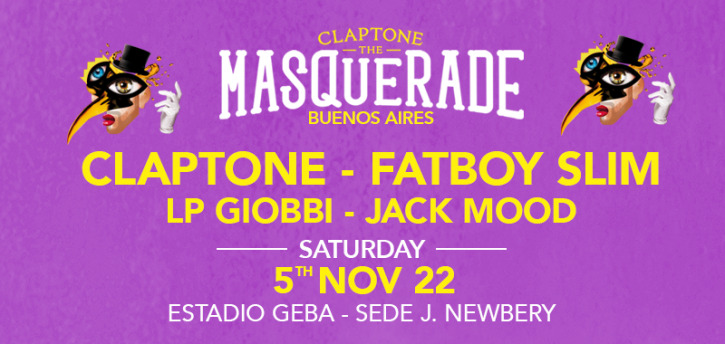 CLAPTONE
THE
MASQUERADE
BUENOS AIRES
CLAPTONE - FATBOY SLIM
LP GIOBBI - JACK MOOD
SATURDAY
5TH NOV 22
ESTADIO GEBA - SEDE J. NEWBERY